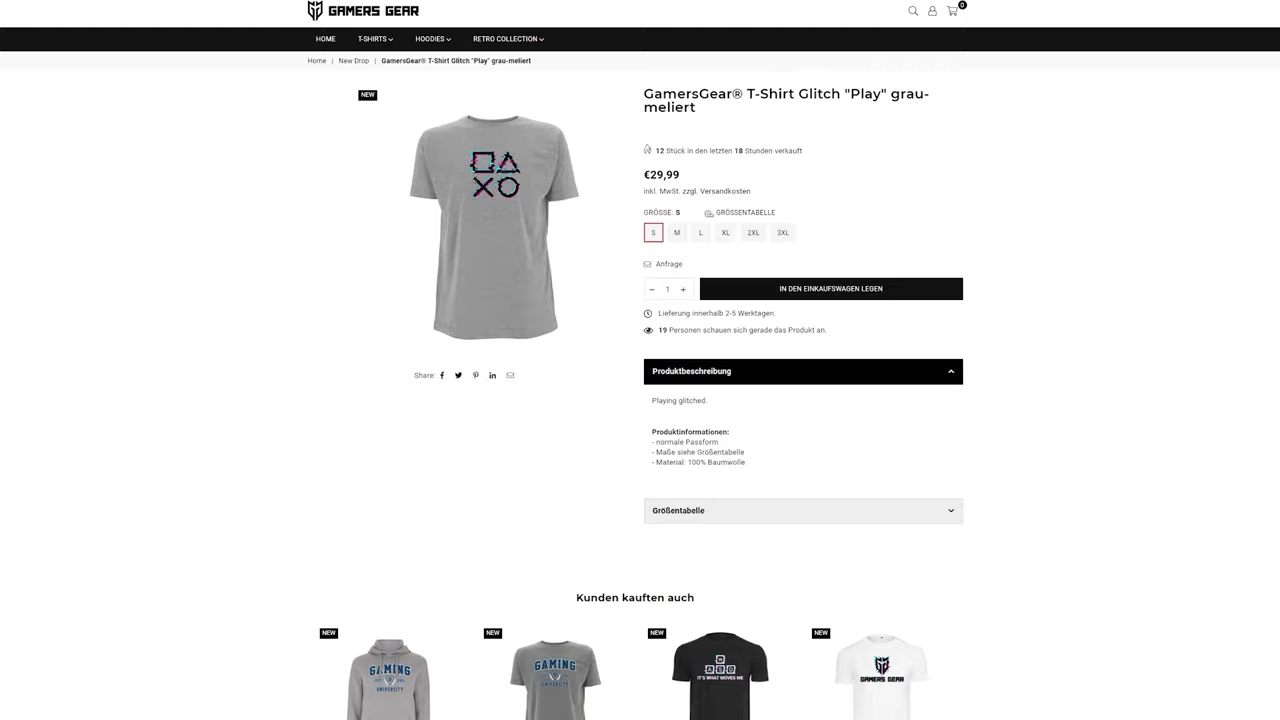 GAMERS GEAR
0
HOME
T-SHIRTS
HOODIES
RETRO COLLECTION
Home | New Drop | GamersGear® T-Shirt Glitch "Play" grau-meliert
NEW
GamersGear® T-Shirt Glitch "Play" grau-
meliert
12 Stück in den letzten 18 Stunden verkauft
€29,99
inkl. MwSt. zzgl. Versandkosten
GRÖSSE: S
GRÖSSENTABELLE
S
M
L
XL
2XL
3XL
Anfrage
− 1 +
IN DEN EINKAUFSWAGEN LEGEN
Lieferung innerhalb 2-5 Werktagen.
19 Personen schauen sich gerade das Produkt an.
Share:
Produktbeschreibung
Playing glitched.
Produktinformationen:
- normale Passform
- Maße siehe Größentabelle
- Material: 100% Baumwolle
Größentabelle
Kunden kauften auch
NEW
GAMING
UNIVERSITY
NEW
GAMING
UNIVERSITY
NEW
W
A S D
IT'S WHAT MOVES ME
NEW
GAMERS GEAR